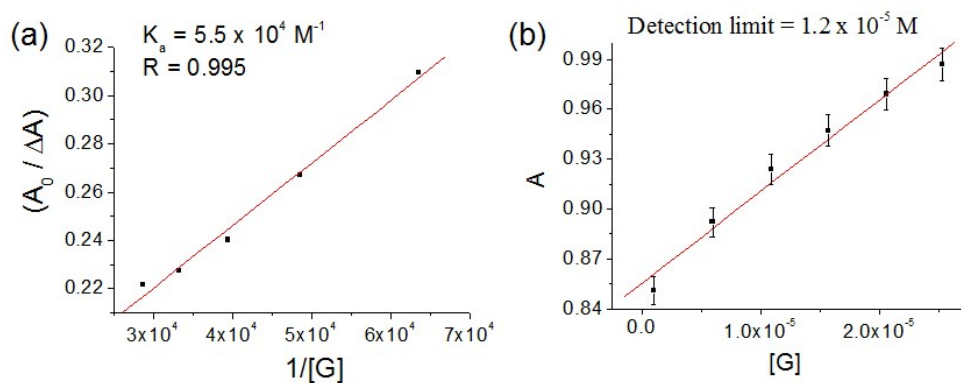 (a)
K_a = 5.5 x 10^4 M^-1
R = 0.995
(A_0 / ΔA)
0.32
0.30
0.28
0.26
0.24
0.22
3x10^4 4x10^4 5x10^4 6x10^4 7x10^4
1/[G]
(b)
Detection limit = 1.2 x 10^-5 M
A
0.99
0.96
0.93
0.90
0.87
0.84
0.0 1.0x10^-5 2.0x10^-5
[G]